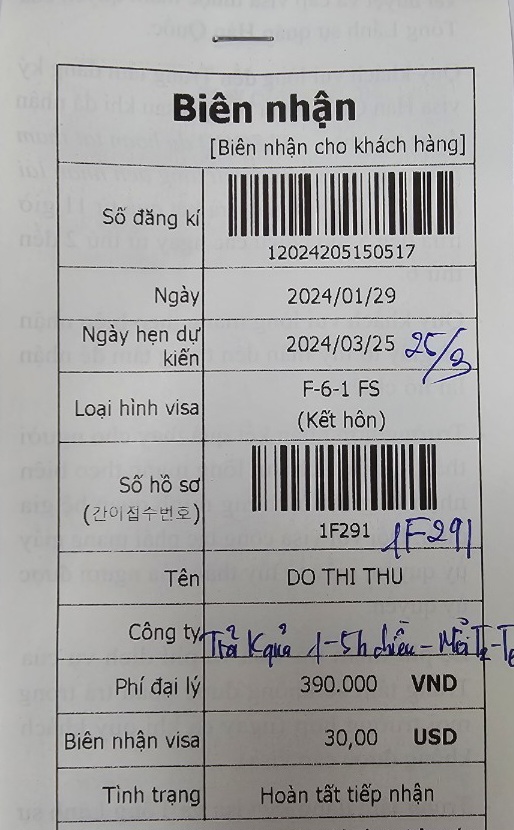 Biên nhận
[Biên nhận cho khách hàng]
Số đăng kí
12024205150517
Ngày 2024/01/29
Ngày hẹn dự kiến 2024/03/25 25/3
Loại hình visa F-6-1 FS
(Kết hôn)
Số hồ sơ
(간이접수번호) 1F291 1F291
Tên DO THI THU
Công ty Trả Kquả 1-5h chiều - Mỗi T2-T6
Phí đại lý 390.000 VND
Biên nhận visa 30,00 USD
Tình trạng Hoàn tất tiếp nhận